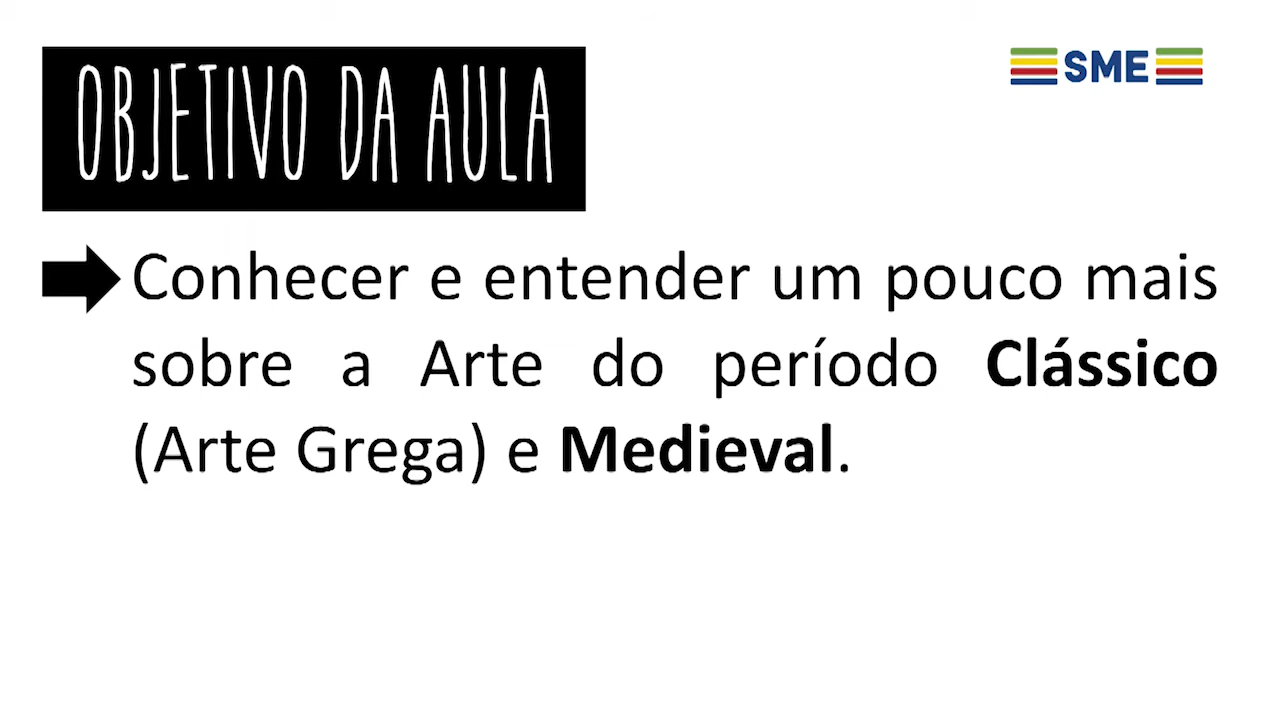 OBJETIVO DA AULA
SME
Conhecer e entender um pouco mais
sobre a Arte do período Clássico
(Arte Grega) e Medieval.